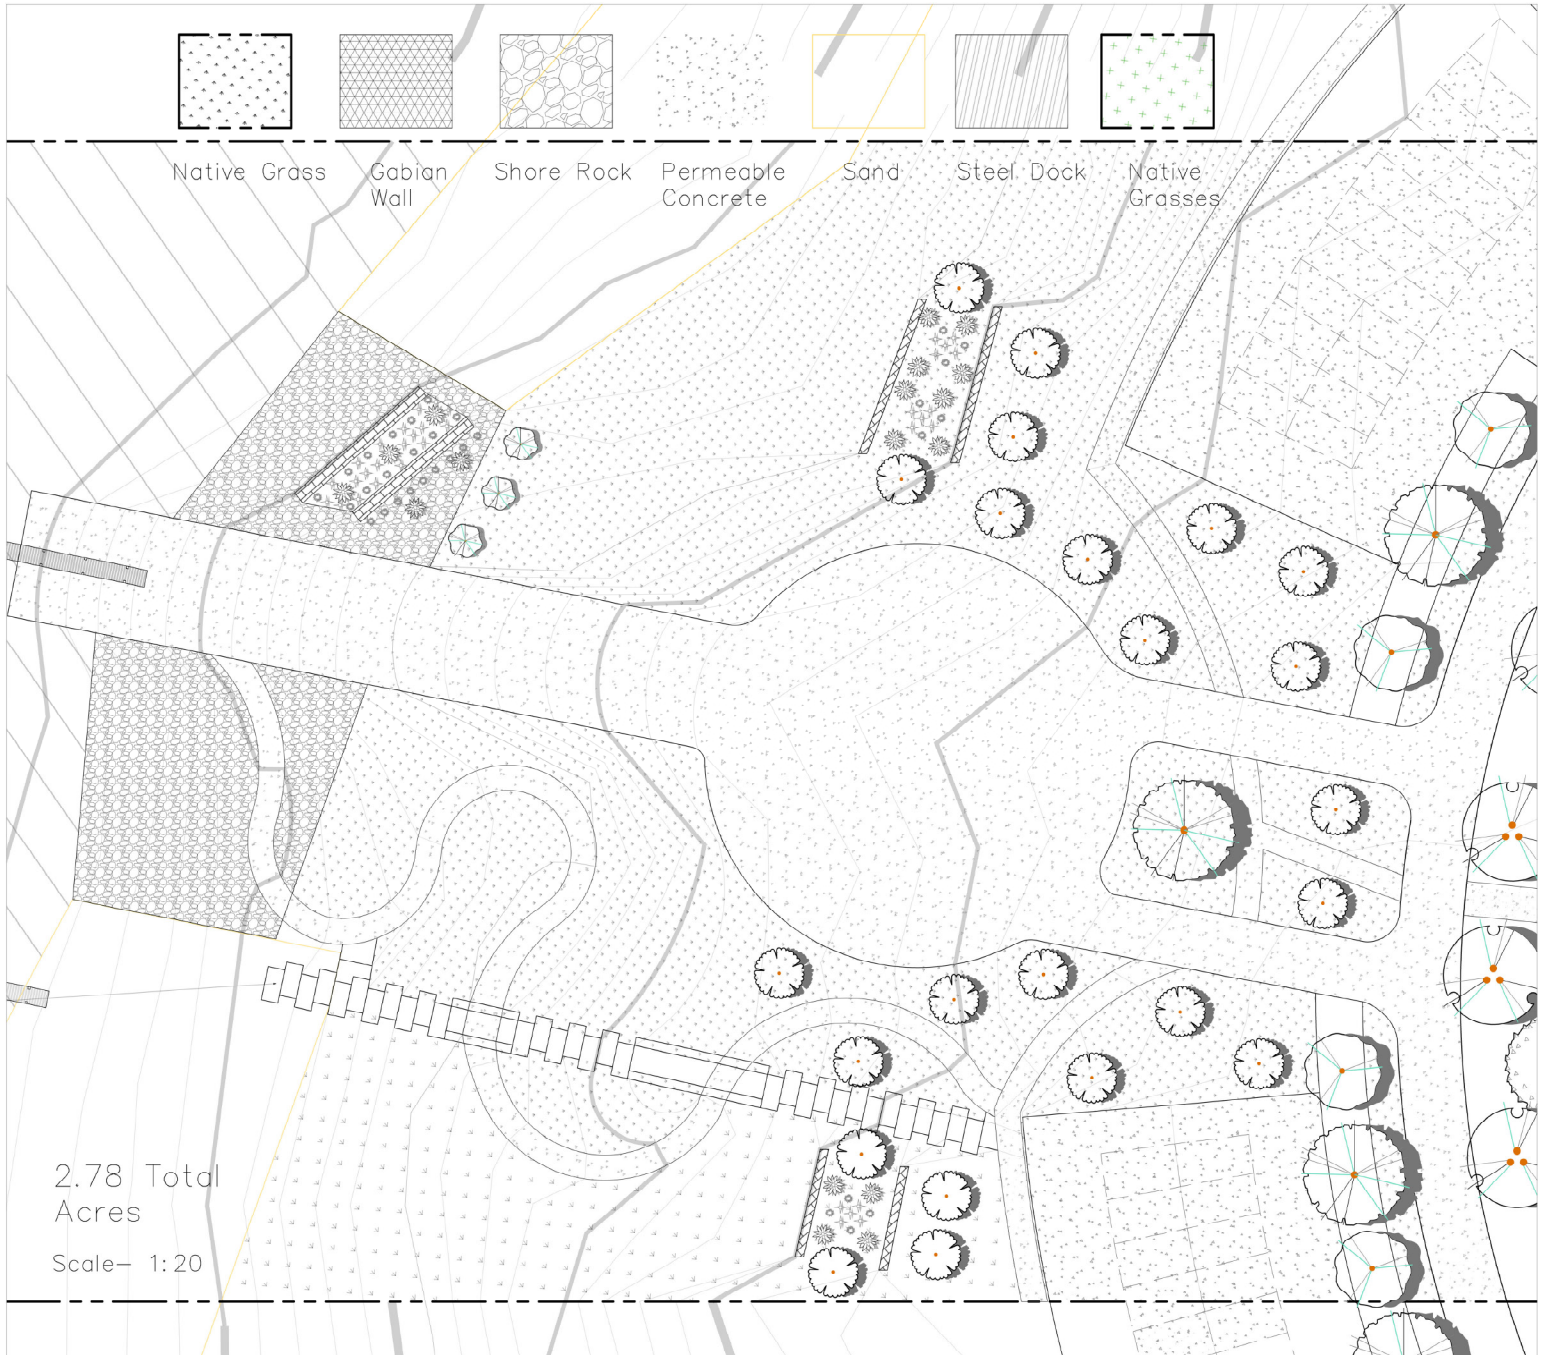 Native Grass
Gabian
Wall
Shore Rock
Permeable
Concrete
Sand
Steel Dock
Native
Grasses
2.78 Total
Acres
Scale- 1:20